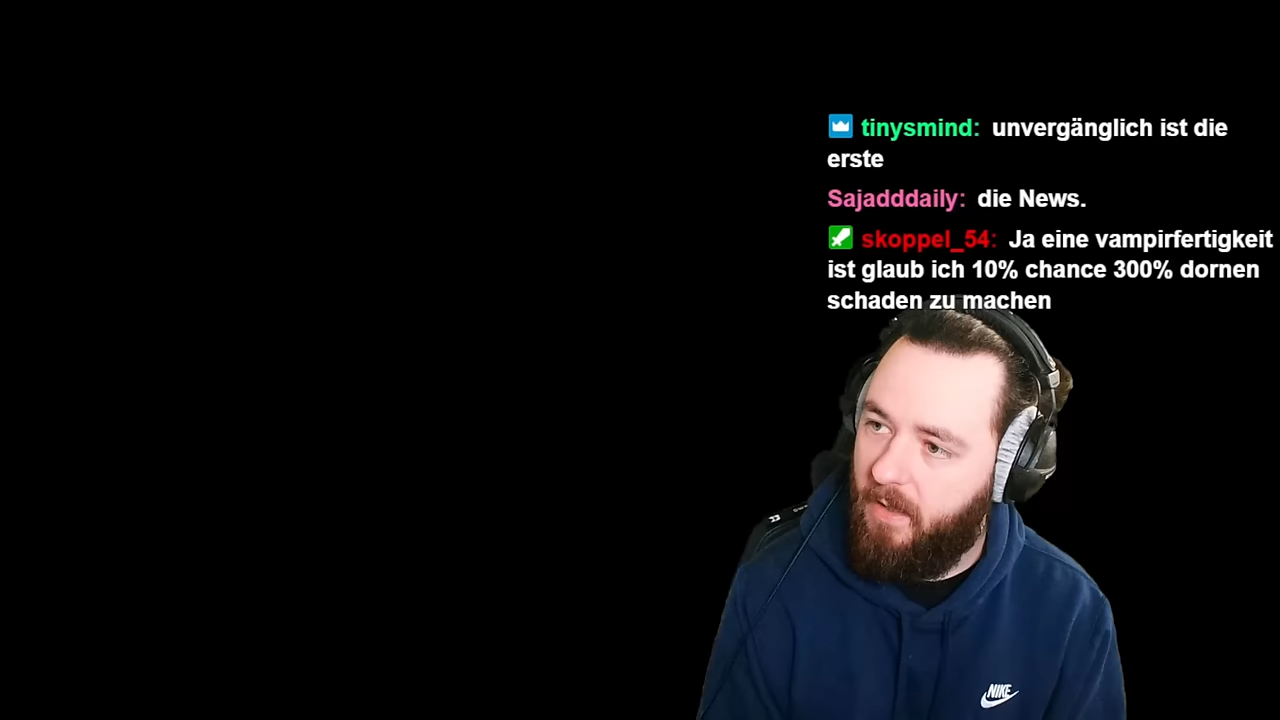 tinysmind: unvergänglich ist die
erste
Sajadddaily: die News.
skoppel_54: Ja eine vampirfertigkeit
ist glaub ich 10% chance 300% dornen
schaden zu machen
NIKE